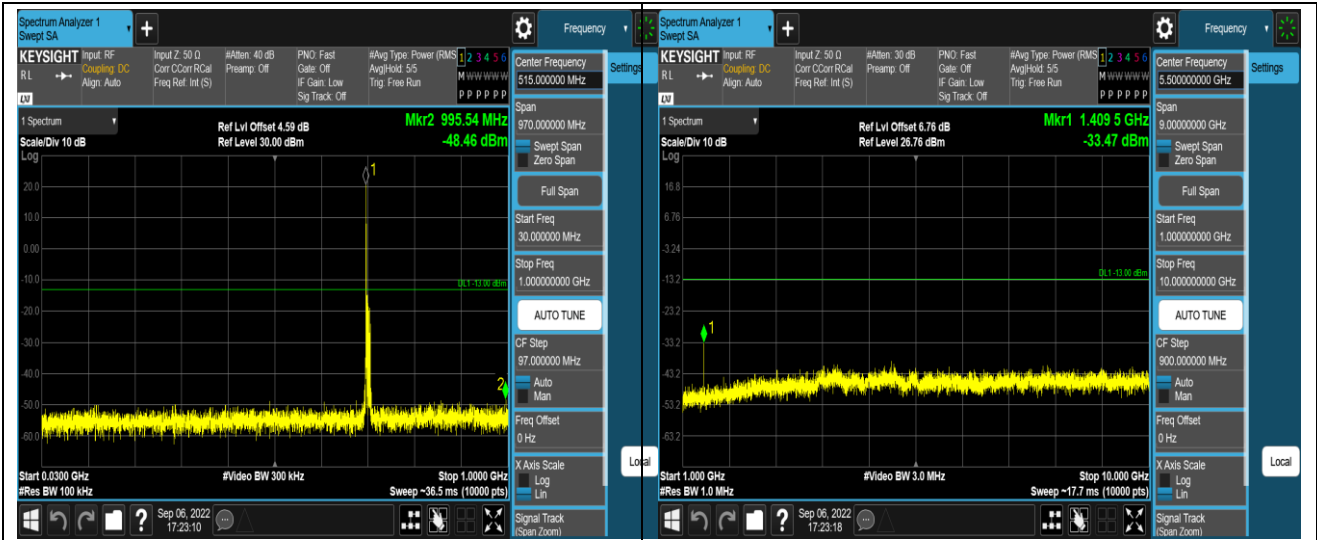 Spectrum Analyzer 1
Swept SA
+
Frequency
KEYSIGHT
RL
LXI
Input: RF
Coupling: DC
Align: Auto
Input Z: 50 Ω
Corr CCorr RCal
Freq Ref: Int (S)
#Atten: 40 dB
Preamp: Off
PNO: Fast
Gate: Off
IF Gain: Low
Sig Track: Off
#Avg Type: Power (RMS
Avg|Hold: 5/5
Trig: Free Run
1 2 3 4 5 6
M W W W W W
P P P P P P
1 Spectrum
Scale/Div 10 dB
Log
Ref Lvl Offset 4.59 dB
Ref Level 30.00 dBm
Mkr2 995.54 MHz
-48.46 dBm
1
20.0
10.0
0.00
-10.0
DL1 -13.00 dBm
-20.0
-30.0
-40.0
2
-50.0
-60.0
Start 0.0300 GHz
#Res BW 100 kHz
#Video BW 300 kHz
Stop 1.0000 GHz
Sweep ~36.5 ms (10000 pts)
Center Frequency
515.000000 MHz
Settings
Span
970.000000 MHz
Swept Span
Zero Span
Full Span
Start Freq
30.000000 MHz
Stop Freq
1.000000000 GHz
AUTO TUNE
CF Step
97.000000 MHz
Auto
Man
Freq Offset
0 Hz
X Axis Scale
Log
Lin
Local
Signal Track
(Span Zoom)
?
Sep 06, 2022
17:23:10
Spectrum Analyzer 1
Swept SA
+
Frequency
KEYSIGHT
RL
LXI
Input: RF
Coupling: DC
Align: Auto
Input Z: 50 Ω
Corr CCorr RCal
Freq Ref: Int (S)
#Atten: 30 dB
Preamp: Off
PNO: Fast
Gate: Off
IF Gain: Low
Sig Track: Off
#Avg Type: Power (RMS
Avg|Hold: 5/5
Trig: Free Run
1 2 3 4 5 6
M W W W W W
P P P P P P
1 Spectrum
Scale/Div 10 dB
Log
Ref Lvl Offset 6.76 dB
Ref Level 26.76 dBm
Mkr1 1.409 5 GHz
-33.47 dBm
16.8
6.76
-3.24
DL1 -13.00 dBm
-13.2
-23.2
1
-33.2
-43.2
-53.2
-63.2
Start 1.000 GHz
#Res BW 1.0 MHz
#Video BW 3.0 MHz
Stop 10.000 GHz
Sweep ~17.7 ms (10000 pts)
Center Frequency
5.500000000 GHz
Settings
Span
9.00000000 GHz
Swept Span
Zero Span
Full Span
Start Freq
1.000000000 GHz
Stop Freq
10.000000000 GHz
AUTO TUNE
CF Step
900.000000 MHz
Auto
Man
Freq Offset
0 Hz
X Axis Scale
Log
Lin
Local
Signal Track
(Span Zoom)
?
Sep 06, 2022
17:23:18